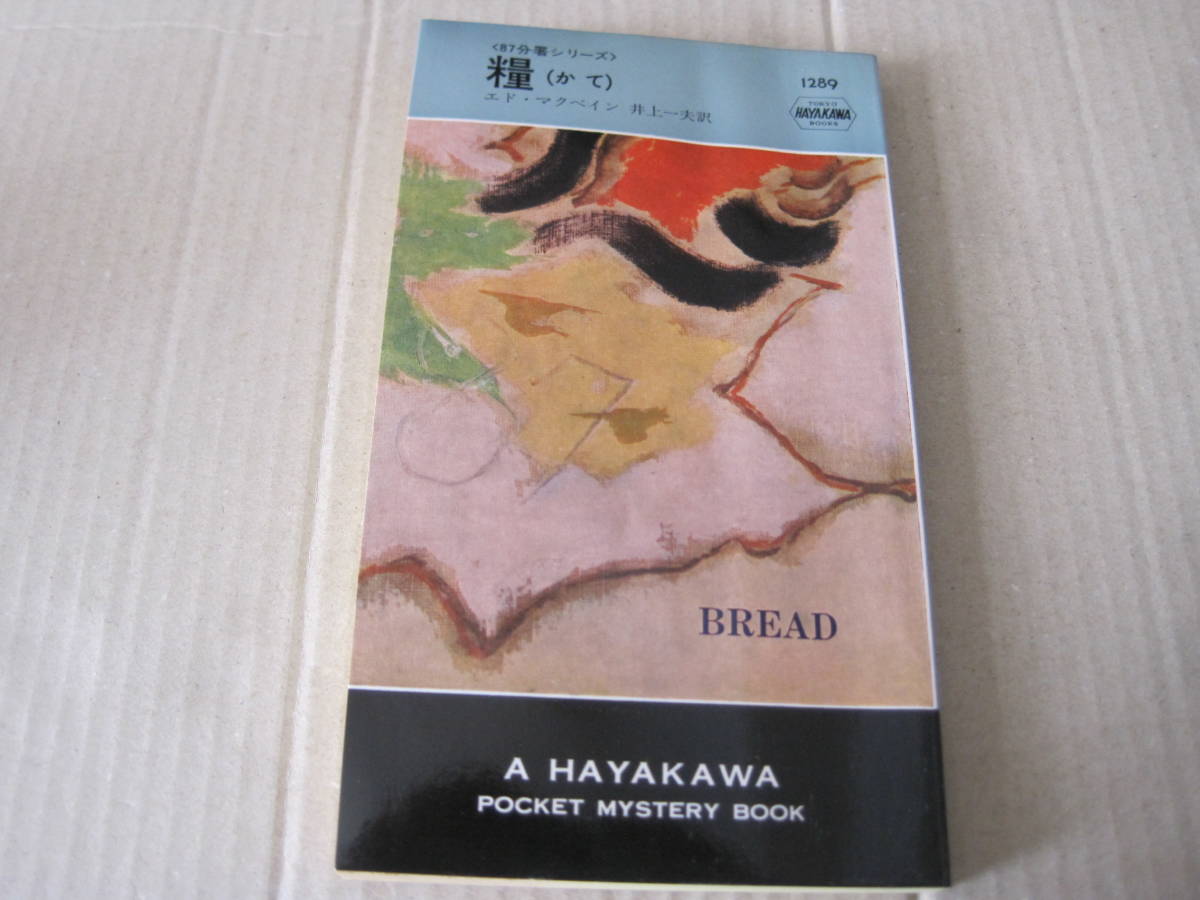 〈87分署シリーズ〉
糧 (かて)
エド・マクベイン 井上一夫訳
1289
TOKYO
HAYAKAWA
BOOKS
BREAD
A HAYAKAWA
POCKET MYSTERY BOOK